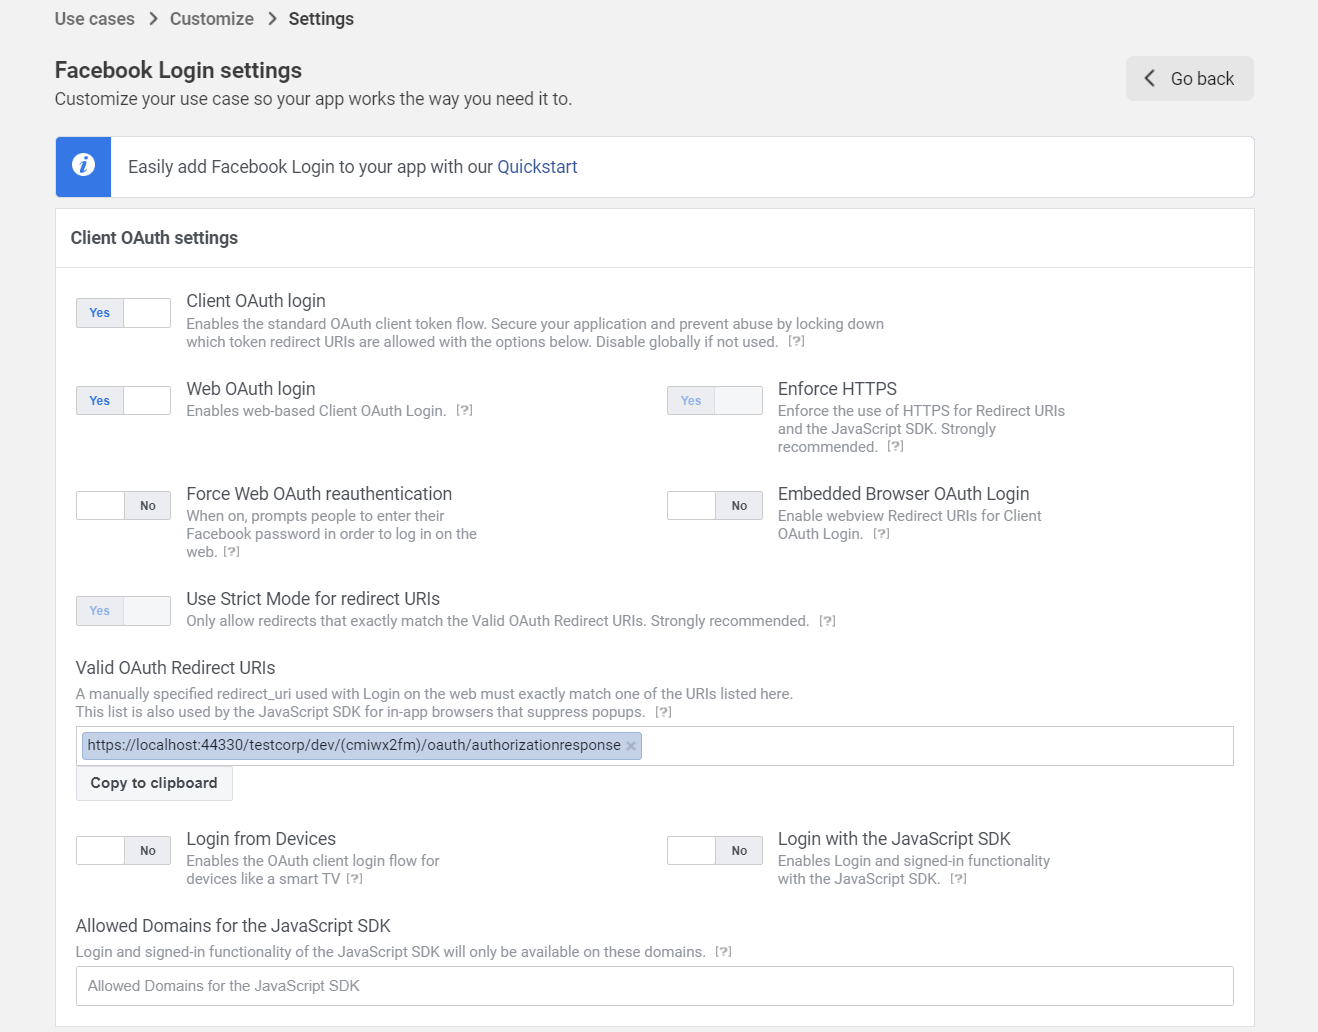 Use cases > Customize > Settings
Facebook Login settings
Customize your use case so your app works the way you need it to.
Go back
Easily add Facebook Login to your app with our Quickstart
Client OAuth settings
Yes
Client OAuth login
Enables the standard OAuth client token flow. Secure your application and prevent abuse by locking down
which token redirect URIs are allowed with the options below. Disable globally if not used. [?]
Yes
Web OAuth login
Enables web-based Client OAuth Login. [?]
Yes
Enforce HTTPS
Enforce the use of HTTPS for Redirect URIs
and the JavaScript SDK. Strongly
recommended. [?]
No
Force Web OAuth reauthentication
When on, prompts people to enter their
Facebook password in order to log in on the
web. [?]
No
Embedded Browser OAuth Login
Enable webview Redirect URIs for Client
OAuth Login. [?]
Yes
Use Strict Mode for redirect URIs
Only allow redirects that exactly match the Valid OAuth Redirect URIs. Strongly recommended. [?]
Valid OAuth Redirect URIs
A manually specified redirect_uri used with Login on the web must exactly match one of the URIs listed here.
This list is also used by the JavaScript SDK for in-app browsers that suppress popups. [?]
https://localhost:44330/testcorp/dev/(cmiwx2fm)/oauth/authorizationresponse ×
Copy to clipboard
No
Login from Devices
Enables the OAuth client login flow for
devices like a smart TV [?]
No
Login with the JavaScript SDK
Enables Login and signed-in functionality
with the JavaScript SDK. [?]
Allowed Domains for the JavaScript SDK
Login and signed-in functionality of the JavaScript SDK will only be available on these domains. [?]
Allowed Domains for the JavaScript SDK